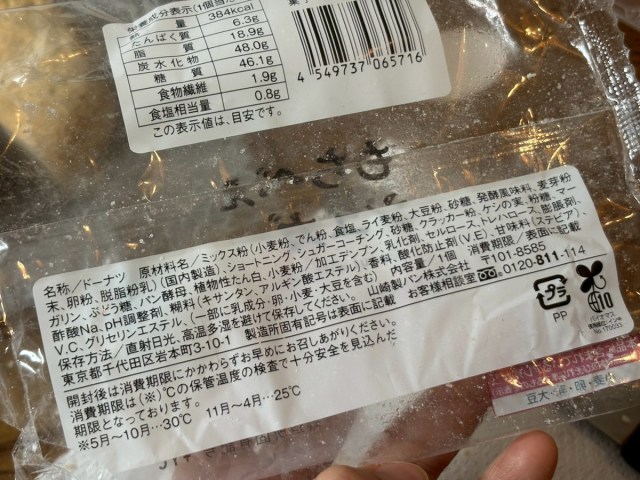 栄養成分表示(1個当
熱量 384kcal
たんぱく質 6.3g
脂質 18.9g
炭水化物 48.0g
糖質 46.1g
食物繊維 1.9g
食塩相当量 0.8g
この表示値は、目安です。
4 549737 065716
名称/ドーナツ 原材料名/ミックス粉(小麦粉、でん粉、食塩、ライ麦粉、大豆粉、砂糖、発酵風味料、麦芽粉
末、卵粉、脱脂粉乳)(国内製造)、ショートニング、シュガーコーチング、砂糖、クラッカー粉、ケシの実、粉糖、マー
ガリン、ぶどう糖、パン酵母、植物性たん白、小麦粉/加工デンプン、乳化剤、セルロース、トレハロース、膨脹剤、
酢酸Na、pH調整剤、糊料(キサンタン、アルギン酸エステル)、香料、酸化防止剤(V.E)、甘味料(ステビア)、
V.C、グリセリンエステル、(一部に乳成分・卵・小麦・大豆を含む) 内容量/1個 消費期限/表面に記載
保存方法/直射日光、高温多湿を避けて保存してください。 山崎製パン株式会社 〒101-8585
東京都千代田区岩本町3-10-1 製造所固有記号は表面に記載 お客様相談室 0120-811-114
開封後は消費期限にかかわらずお早めにお召しあがりください。
消費期限は(※)℃の保管温度の検査で十分安全を見込んだ
期限となっております。
※5月~10月…30℃ 11月~4月…25℃
プラ
PP
バイオマス
10
No.170023